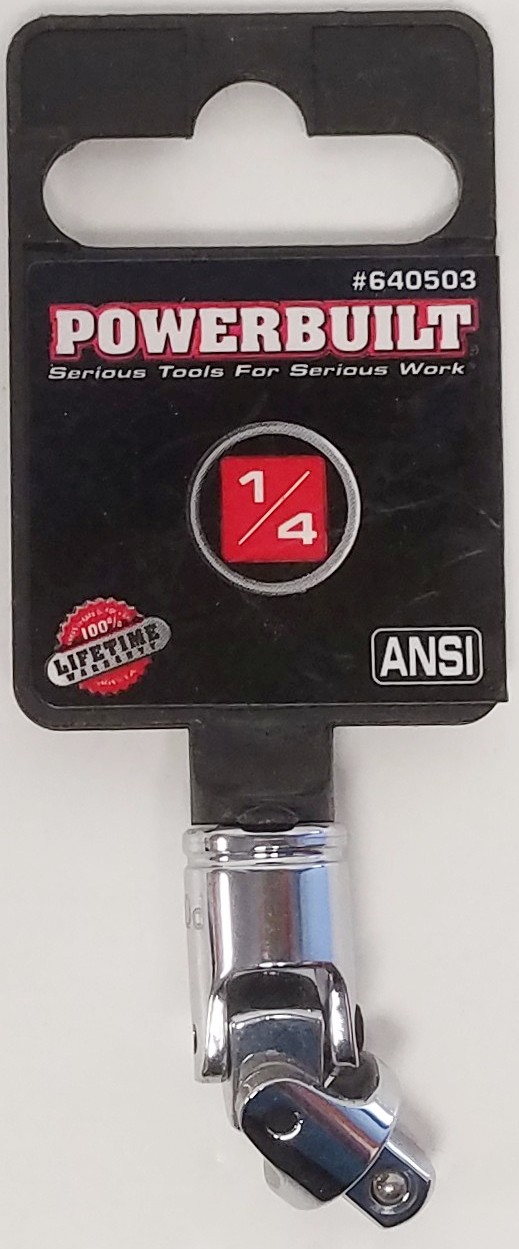 #640503
POWERBUILT
Serious Tools For Serious Work
1/4
100%
LIFETIME
WARRANTY
ANSI